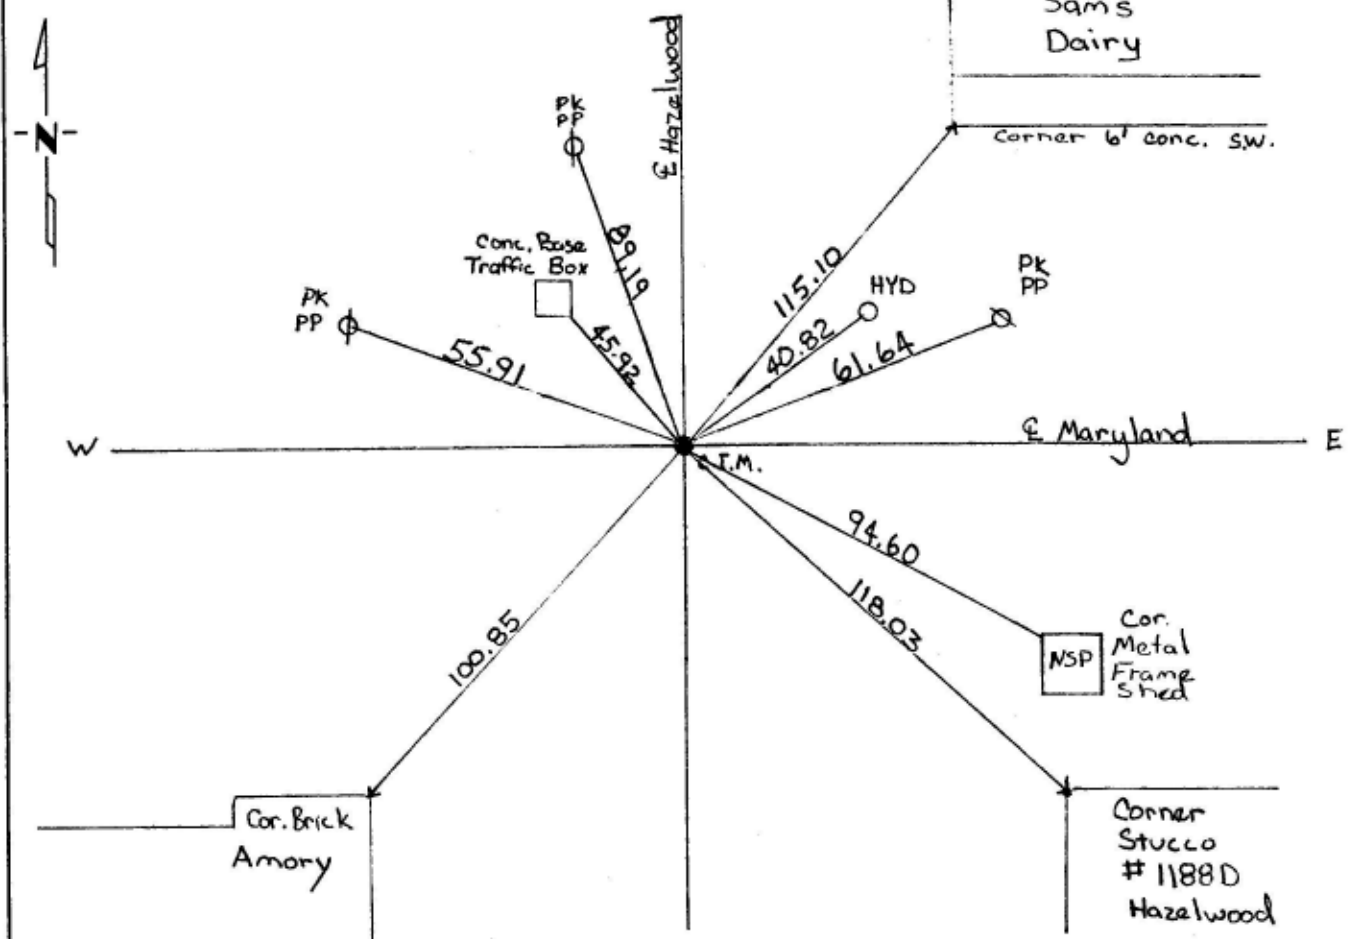 Sam's
Dairy
℄ Hazelwood
PK
PP
Corner 6' conc. S.W.
89.19
Conc. Base
Traffic Box
115.10
HYD
PK
PP
PK
PP
45.92
40.82
61.64
55.91
N
W
℄ Maryland
E
T.M.
94.60
118.03
100.85
NSP
Cor.
Metal
Frame
Shed
Cor. Brick
Amory
Corner
Stucco
# 1188D
Hazelwood